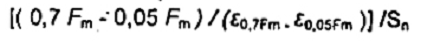 [( 0,7 Fₘ - 0,05 Fₘ ) / (ε₀,₇Fₘ - ε₀,₀₅Fₘ )] /Sₙ